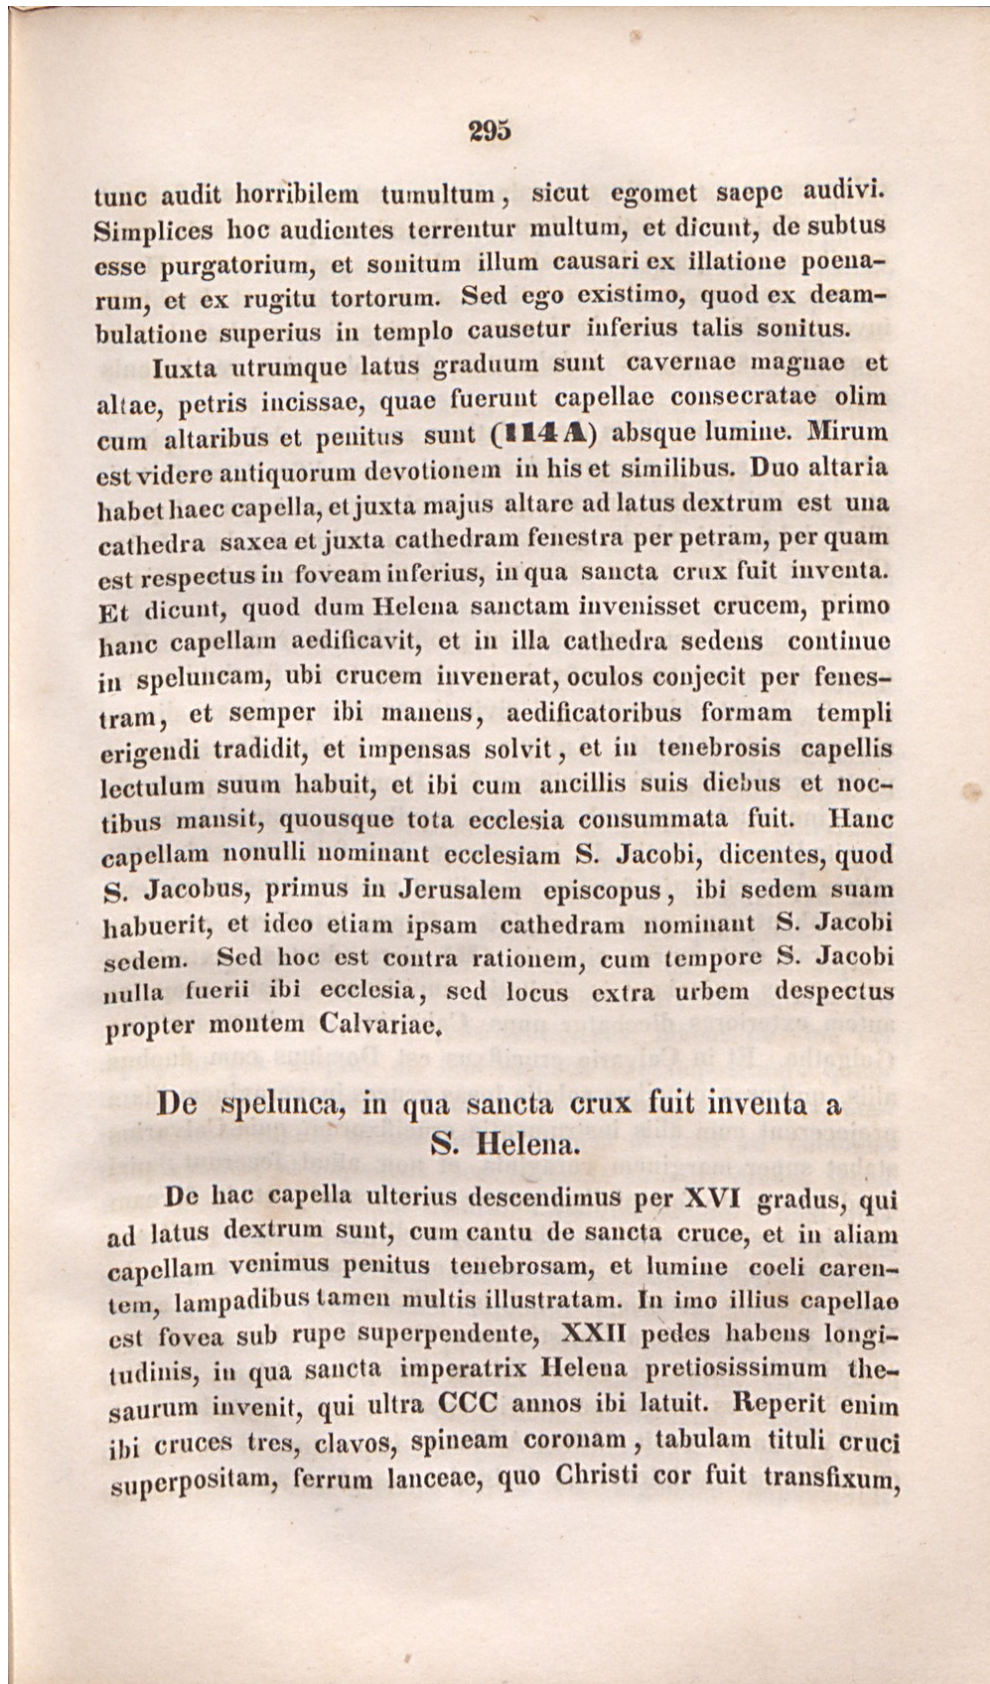 295
tunc audit horribilem tumultum, sicut egomet saepe audivi.
Simplices hoc audientes terrentur multum, et dicunt, de subtus
esse purgatorium, et sonitum illum causari ex illatione poena-
rum, et ex rugitu tortorum. Sed ego existimo, quod ex deam-
bulatione superius in templo causetur inferius talis sonitus.
Iuxta utrumque latus graduum sunt cavernae magnae et
altae, petris incissae, quae fuerunt capellae consecratae olim
cum altaribus et penitus sunt (114 A) absque lumine. Mirum
est videre antiquorum devotionem in his et similibus. Duo altaria
habet haec capella, et juxta majus altare ad latus dextrum est una
cathedra saxea et juxta cathedram fenestra per petram, per quam
est respectus in foveam inferius, in qua sancta crux fuit inventa.
Et dicunt, quod dum Helena sanctam invenisset crucem, primo
hanc capellam aedificavit, et in illa cathedra sedens continue
in speluncam, ubi crucem invenerat, oculos conjecit per fenes-
tram, et semper ibi manens, aedificatoribus formam templi
erigendi tradidit, et impensas solvit, et in tenebrosis capellis
lectulum suum habuit, et ibi cum ancillis suis diebus et noc-
tibus mansit, quousque tota ecclesia consummata fuit. Hanc
capellam nonulli nominant ecclesiam S. Jacobi, dicentes, quod
S. Jacobus, primus in Jerusalem episcopus, ibi sedem suam
habuerit, et ideo etiam ipsam cathedram nominant S. Jacobi
sedem. Sed hoc est contra rationem, cum tempore S. Jacobi
nulla fuerii ibi ecclesia, sed locus extra urbem despectus
propter montem Calvariae.
De spelunca, in qua sancta crux fuit inventa a
S. Helena.
De hac capella ulterius descendimus per XVI gradus, qui
ad latus dextrum sunt, cum cantu de sancta cruce, et in aliam
capellam venimus penitus tenebrosam, et lumine coeli caren-
tem, lampadibus tamen multis illustratam. In imo illius capellae
est fovea sub rupe superpendente, XXII pedes habens longi-
tudinis, in qua sancta imperatrix Helena pretiosissimum the-
saurum invenit, qui ultra CCC annos ibi latuit. Reperit enim
ibi cruces tres, clavos, spineam coronam, tabulam tituli cruci
superpositam, ferrum lanceae, quo Christi cor fuit transfixum,